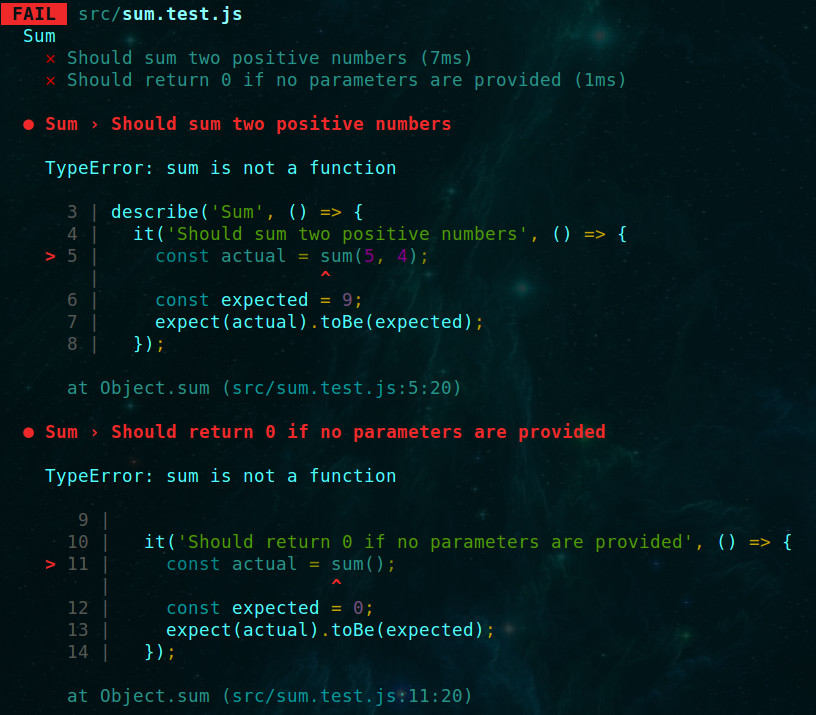 FAIL src/sum.test.js
Sum
✕ Should sum two positive numbers (7ms)
✕ Should return 0 if no parameters are provided (1ms)
● Sum › Should sum two positive numbers
TypeError: sum is not a function
3 | describe('Sum', () => {
4 |   it('Should sum two positive numbers', () => {
> 5 |     const actual = sum(5, 4);
|                    ^
6 |     const expected = 9;
7 |     expect(actual).toBe(expected);
8 |   });
at Object.sum (src/sum.test.js:5:20)
● Sum › Should return 0 if no parameters are provided
TypeError: sum is not a function
9 |
10 |   it('Should return 0 if no parameters are provided', () => {
> 11 |     const actual = sum();
|                    ^
12 |     const expected = 0;
13 |     expect(actual).toBe(expected);
14 |   });
at Object.sum (src/sum.test.js:11:20)